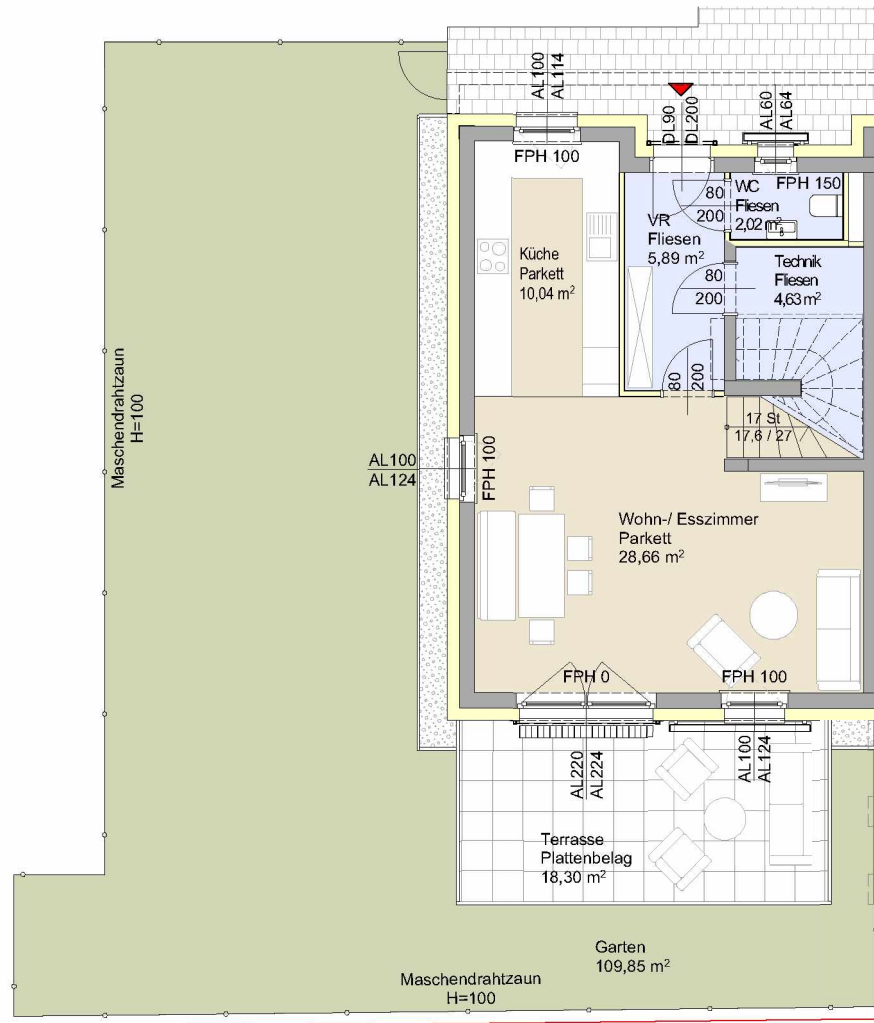 AL100
AL114
DL90
DL200
AL60
AL64
FPH 100
80
200
WC
Fliesen
2,02 m²
FPH 150
VR
Fliesen
5,89 m²
Küche
Parkett
10,04 m²
80
200
Technik
Fliesen
4,63 m²
80
200
Maschendrahtzaun
H=100
17 St
17,6 / 27
AL100
AL124
FPH 100
Wohn-/ Esszimmer
Parkett
28,66 m²
FPH 0
FPH 100
AL220
AL224
AL100
AL124
Terrasse
Plattenbelag
18,30 m²
Garten
109,85 m²
Maschendrahtzaun
H=100